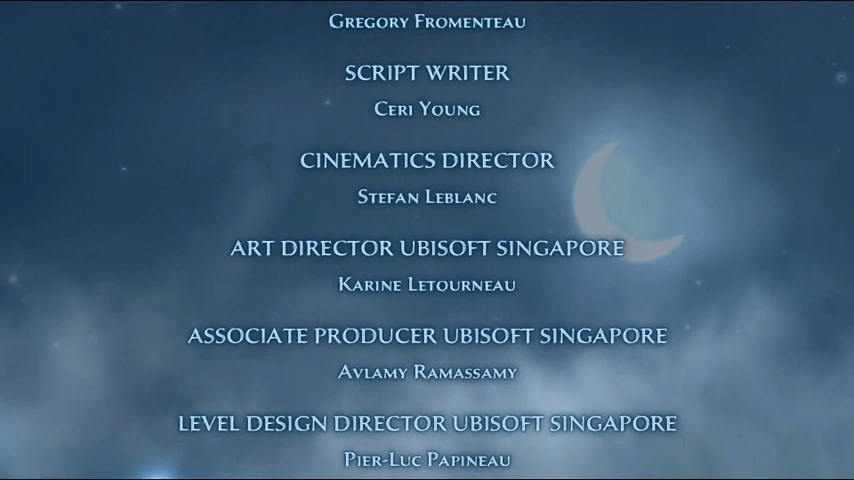 Gregory Fromenteau
SCRIPT WRITER
Ceri Young
CINEMATICS DIRECTOR
Stefan Leblanc
ART DIRECTOR UBISOFT SINGAPORE
Karine Letourneau
ASSOCIATE PRODUCER UBISOFT SINGAPORE
Avlamy Ramassamy
LEVEL DESIGN DIRECTOR UBISOFT SINGAPORE
Pier-Luc Papineau